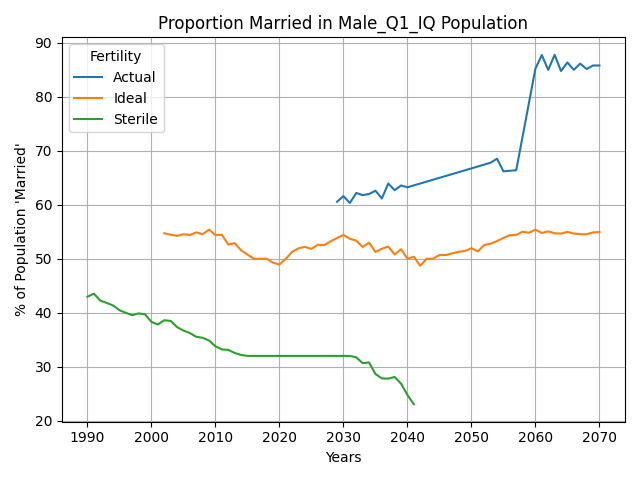 Proportion Married in Male_Q1_IQ Population
Fertility
Actual
Ideal
Sterile
% of Population 'Married'
90
80
70
60
50
40
30
20
1990 2000 2010 2020 2030 2040 2050 2060 2070
Years